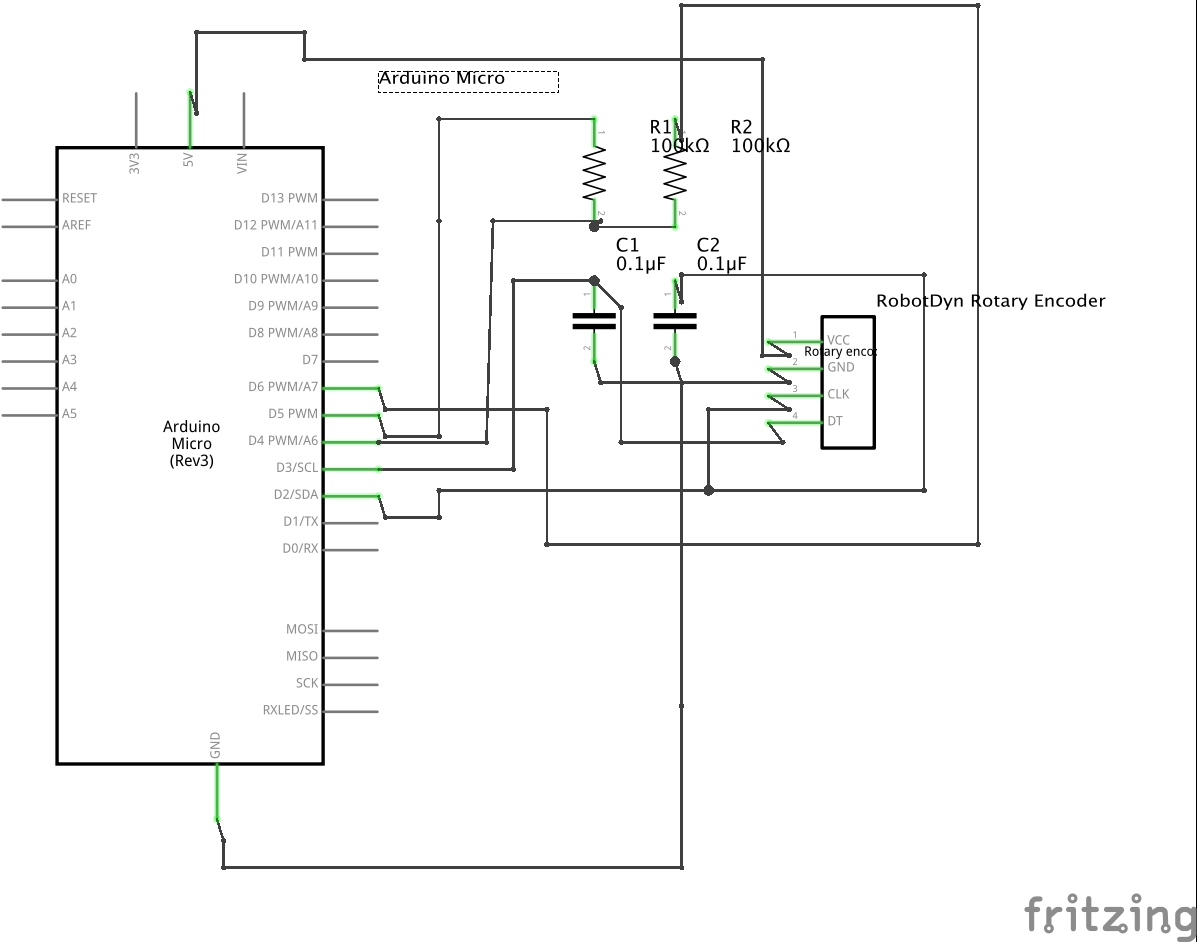 Arduino Micro
3V3
5V
VIN
RESET
AREF
A0
A1
A2
A3
A4
A5
D13 PWM
D12 PWM/A11
D11 PWM
D10 PWM/A10
D9 PWM/A9
D8 PWM/A8
D7
D6 PWM/A7
D5 PWM
D4 PWM/A6
D3/SCL
D2/SDA
D1/TX
D0/RX
MOSI
MISO
SCK
RXLED/SS
GND
Arduino
Micro
(Rev3)
1
2
R1
100kΩ
1
2
R2
100kΩ
C1
0.1µF
1
2
C2
0.1µF
1
2
RobotDyn Rotary Encoder
1
2
3
4
VCC
Rotary enco
GND
CLK
DT
fritzing